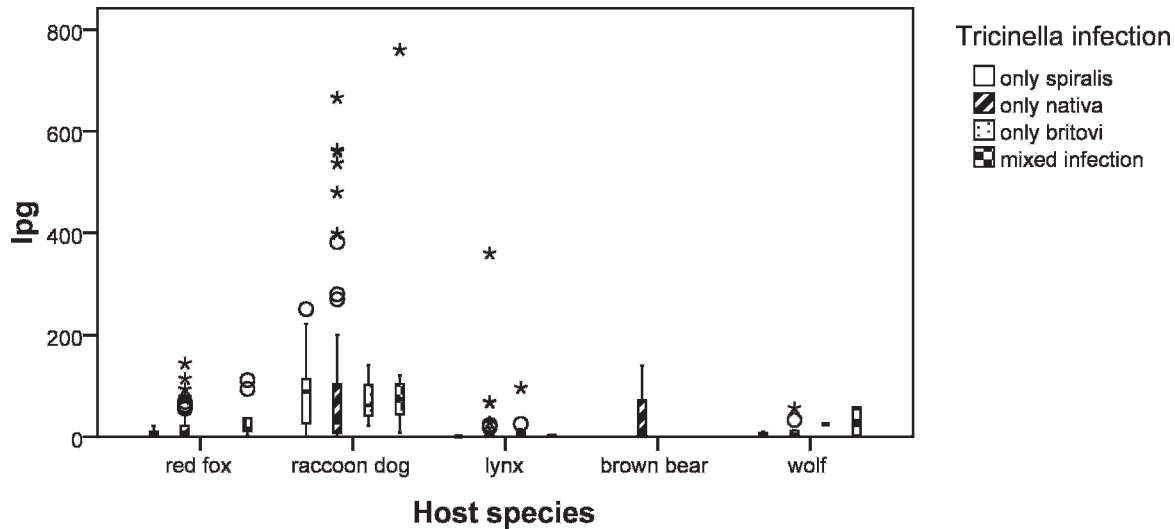 800
600
400
200
0
lpg
red fox
raccoon dog
lynx
brown bear
wolf
Host species
Tricinella infection
only spiralis
only nativa
only britovi
mixed infection